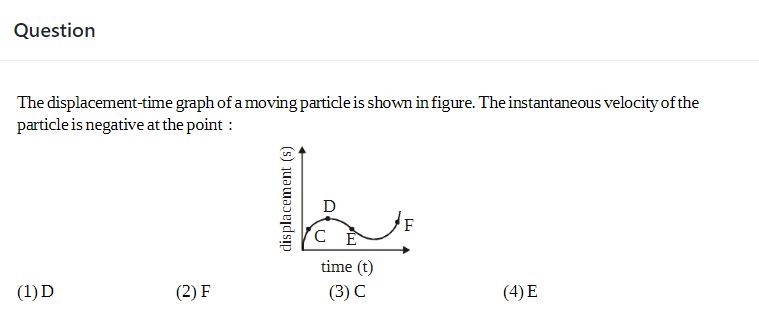 Question
The displacement-time graph of a moving particle is shown in figure. The instantaneous velocity of the
particle is negative at the point :
displacement (s)
D
F
C E
time (t)
(1) D (2) F (3) C (4) E